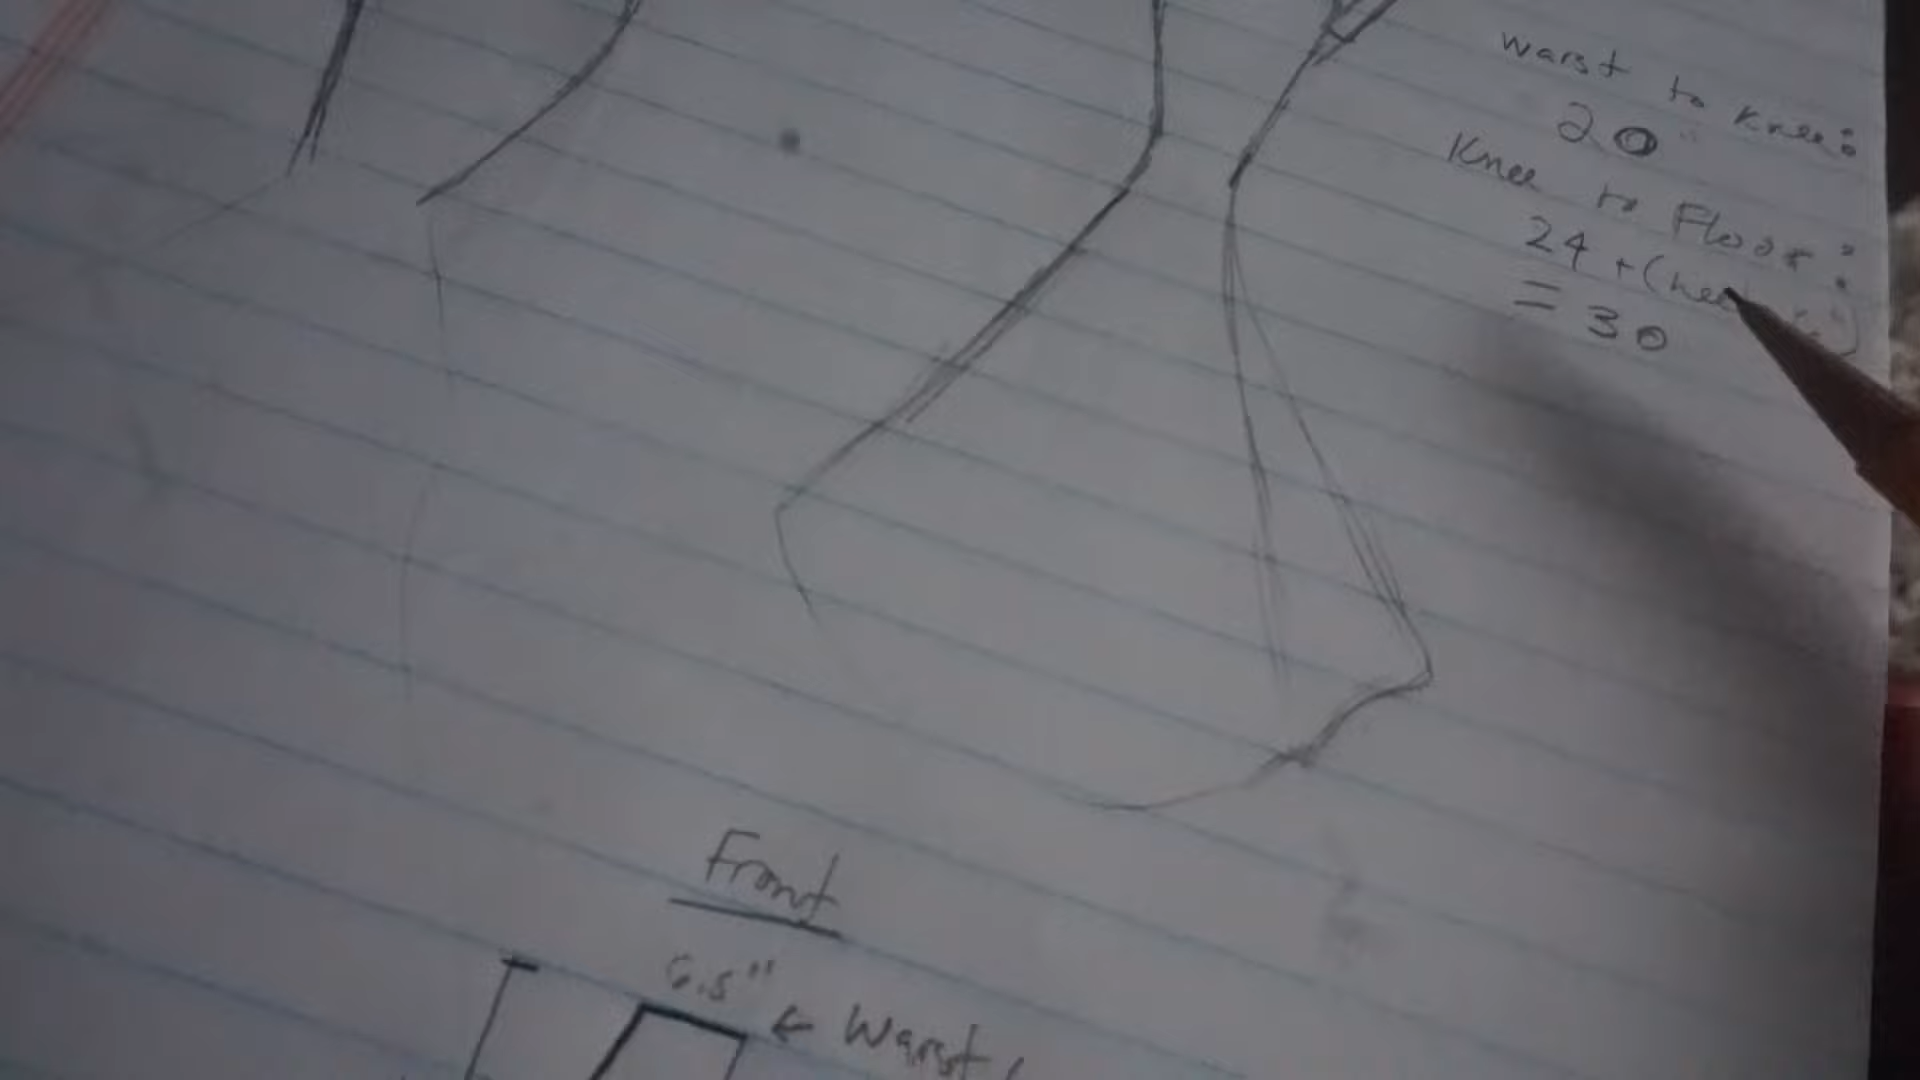 Waist to Knee:
20"
Knee to Floor:
24 + (heel
= 30
Front
6.5"
← Waist (